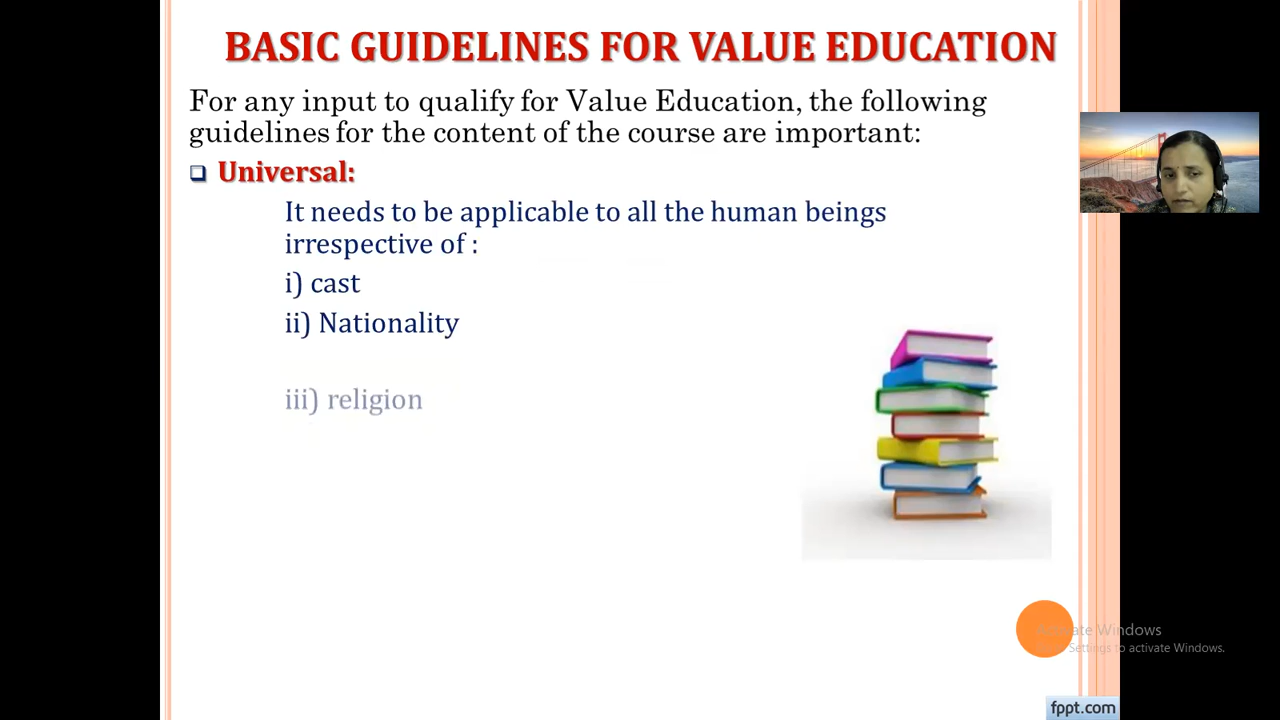 BASIC GUIDELINES FOR VALUE EDUCATION
For any input to qualify for Value Education, the following
guidelines for the content of the course are important:
Universal:
It needs to be applicable to all the human beings
irrespective of :
i) cast
ii) Nationality
iii) religion
Activate Windows
Settings to activate Windows.
fppt.com